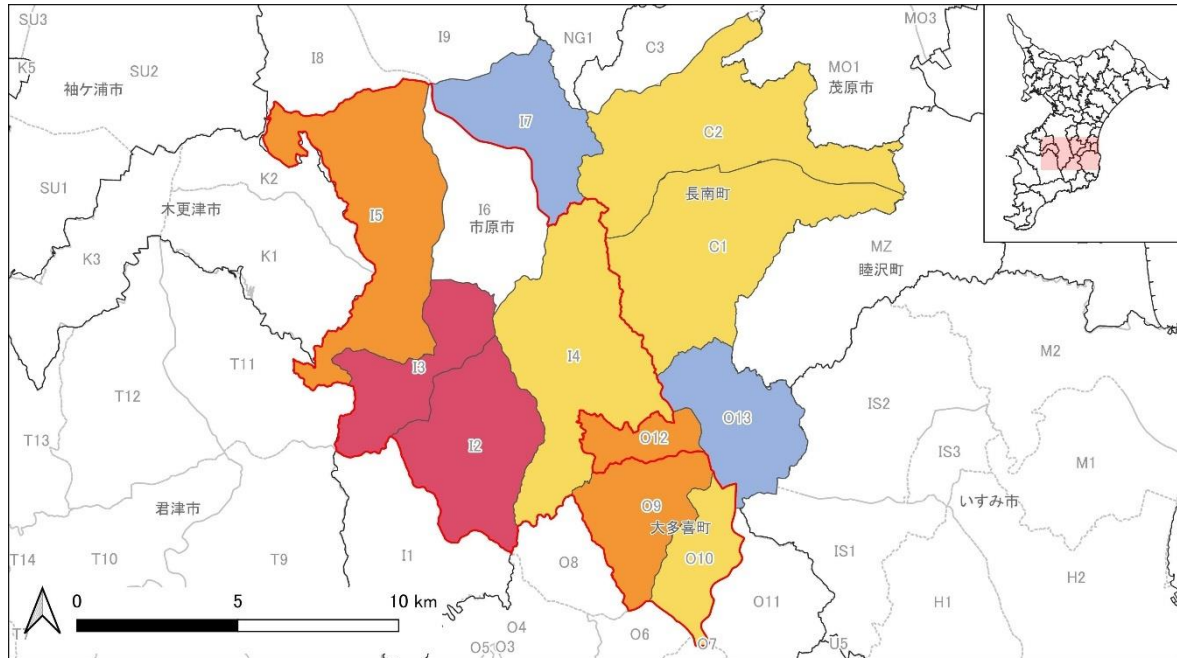 SU3
I8
I9
NG1
C3
MO3
K5
SU2
袖ケ浦市
MO1
茂原市
I7
C2
SU1
K2
木更津市
I5
I6
市原市
長南町
K3
K1
C1
MZ
睦沢町
T11
I4
M2
I3
T12
IS2
T13
O12
O13
I2
IS3
M1
O9
いすみ市
君津市
大多喜町
T14
T10
T9
I1
O8
O10
IS1
H2
0
5
10 km
O11
H1
O4
O6
O5
O3
O7
U5